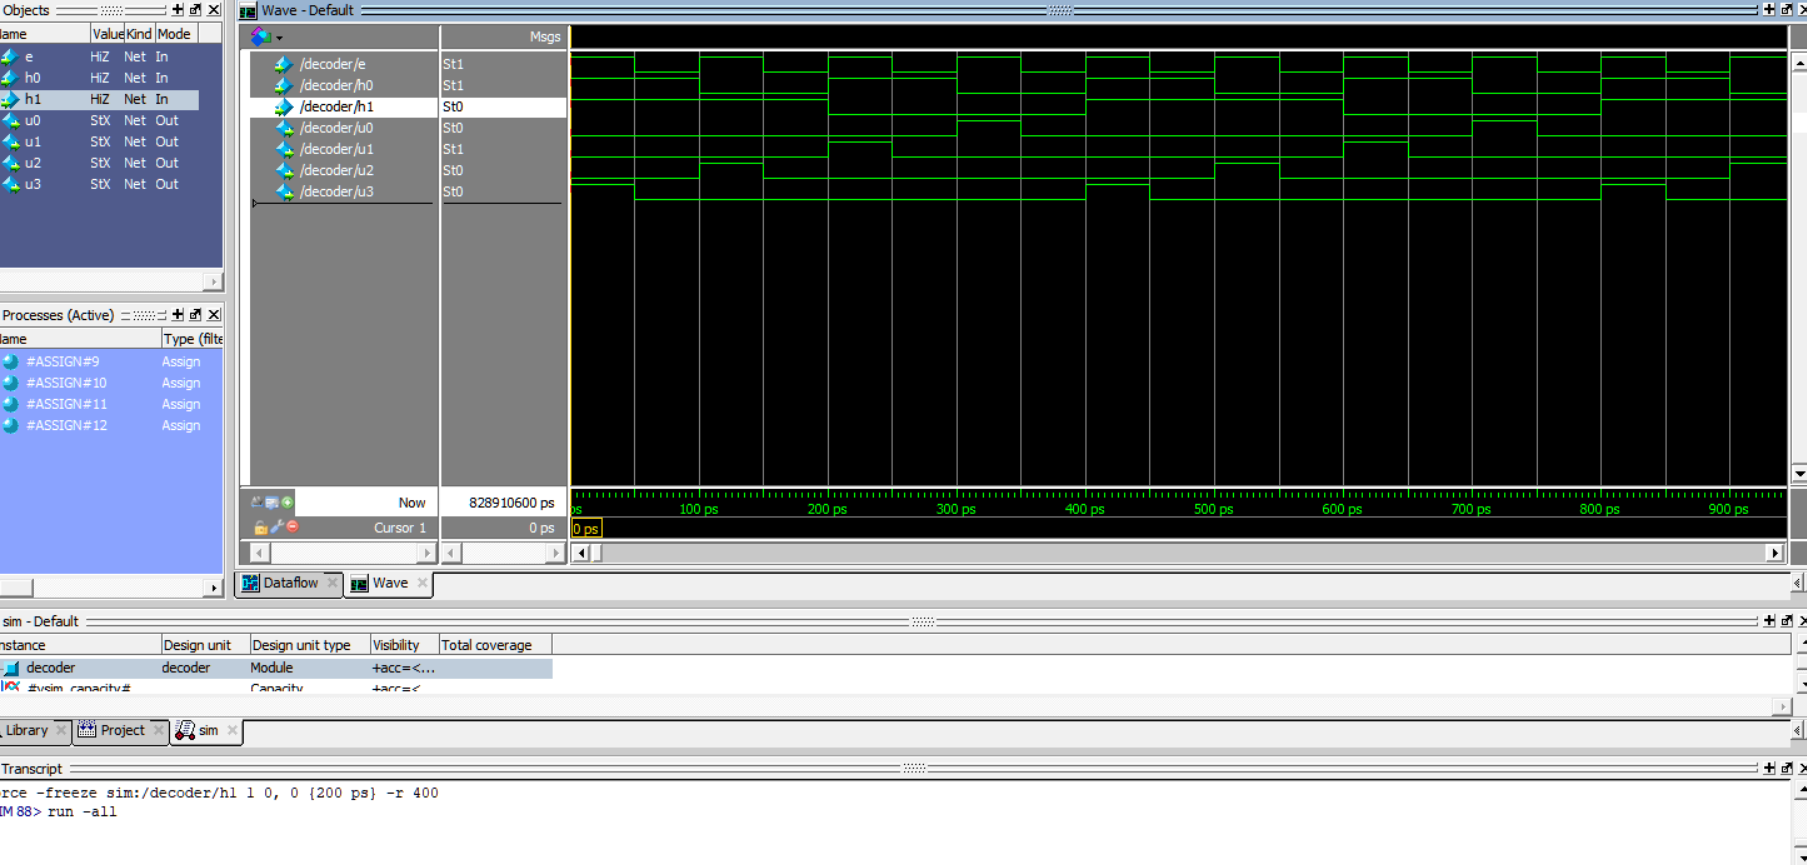 Objects
Wave - Default
Name Value Kind Mode
Msgs
e HiZ Net In
h0 HiZ Net In
h1 HiZ Net In
u0 StX Net Out
u1 StX Net Out
u2 StX Net Out
u3 StX Net Out
/decoder/e St1
/decoder/h0 St1
/decoder/h1 St0
/decoder/u0 St0
/decoder/u1 St1
/decoder/u2 St0
/decoder/u3 St0
Processes (Active)
ame Type (filte
#ASSIGN#9 Assign
#ASSIGN#10 Assign
#ASSIGN#11 Assign
#ASSIGN#12 Assign
Now 828910600 ps
ps 100 ps 200 ps 300 ps 400 ps 500 ps 600 ps 700 ps 800 ps 900 ps
Cursor 1 0 ps 0 ps
Dataflow Wave
sim - Default
nstance Design unit Design unit type Visibility Total coverage
decoder decoder Module +acc=<...
#vsim_capacity# Capacity +acc=<
Library Project sim
Transcript
orce -freeze sim:/decoder/h1 1 0, 0 {200 ps} -r 400
IM 88> run -all